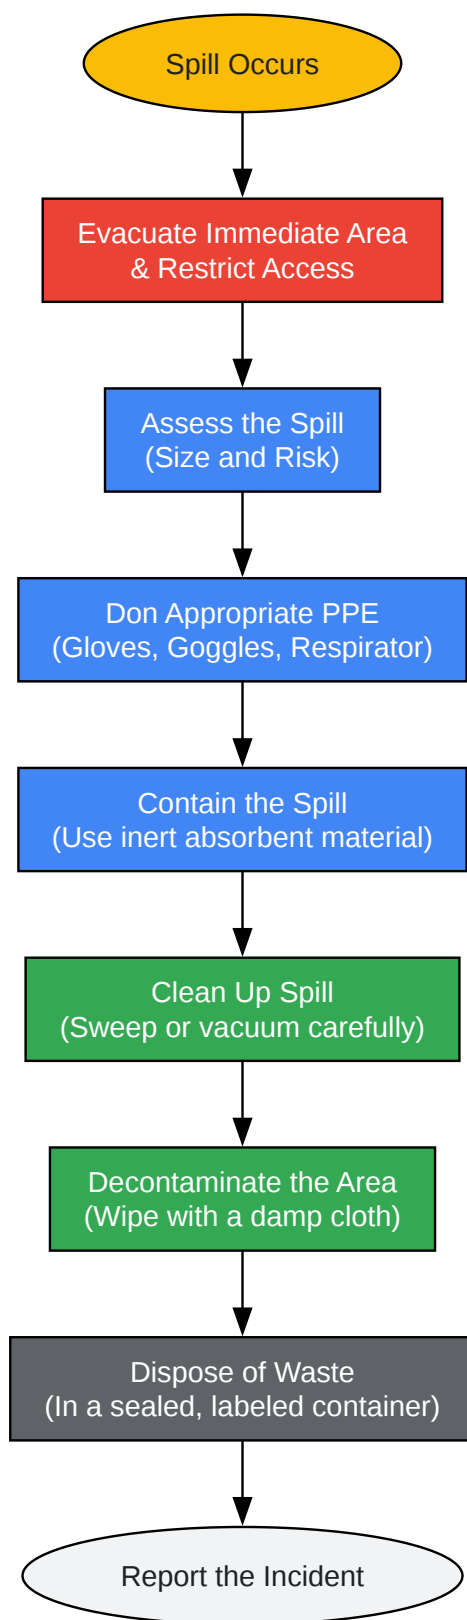 Spill Occurs
Evacuate Immediate Area
& Restrict Access
Assess the Spill
(Size and Risk)
Don Appropriate PPE
(Gloves, Goggles, Respirator)
Contain the Spill
(Use inert absorbent material)
Clean Up Spill
(Sweep or vacuum carefully)
Decontaminate the Area
(Wipe with a damp cloth)
Dispose of Waste
(In a sealed, labeled container)
Report the Incident